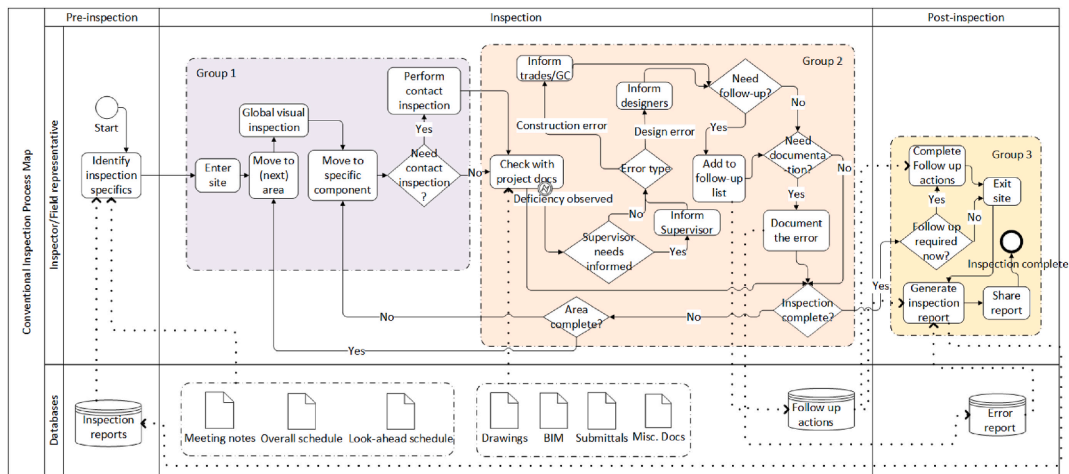 Pre-inspection
Inspection
Post-inspection
Conventional Inspection Process Map
Inspector/Field representative
Databases
Group 1
Group 2
Group 3
Start
Identify
inspection
specifics
Enter
site
Global visual
inspection
Move to
(next)
area
Move to
specific
component
Perform
contact
inspection
Yes
Need
contact
inspection
?
No
Inform
trades/GC
Inform
designers
Construction error
Design error
Check with
project docs
Deficiency observed
Error type
No
Inform
Supervisor
Supervisor
needs
informed
Yes
Need
follow-up?
Yes
No
Add to
follow-up
list
Need
documenta
tion?
No
Yes
Document
the error
Inspection
complete?
No
Area
complete?
No
Yes
Yes
Complete
Follow up
actions
Yes
Exit
site
No
Follow up
required
now?
Inspection complete
Generate
inspection
report
Share
report
Inspection
reports
Meeting notes
Overall schedule
Look-ahead schedule
Drawings
BIM
Submittals
Misc. Docs
Follow up
actions
Error
report